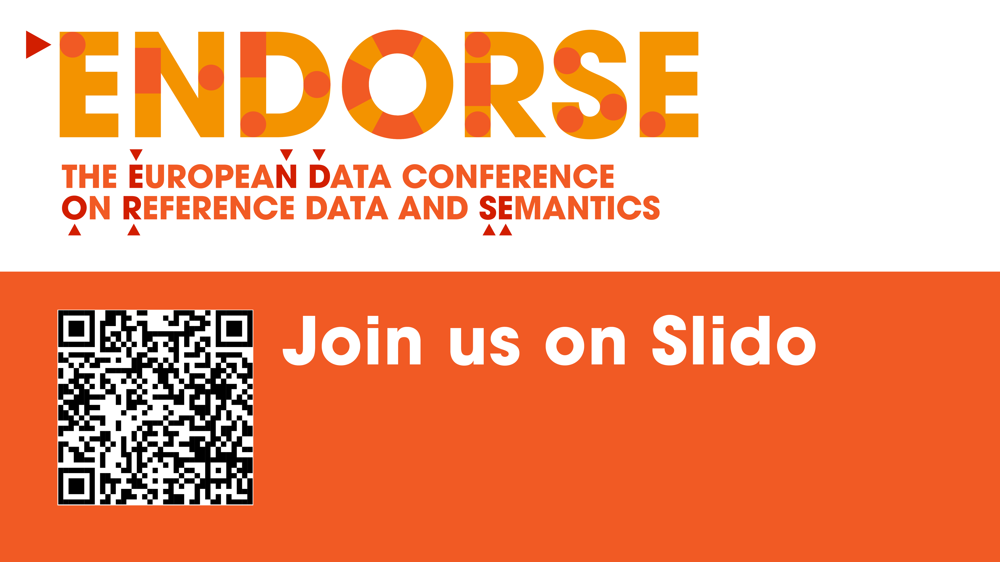 ENDORSE
THE EUROPEAN DATA CONFERENCE
ON REFERENCE DATA AND SEMANTICS
Join us on Slido